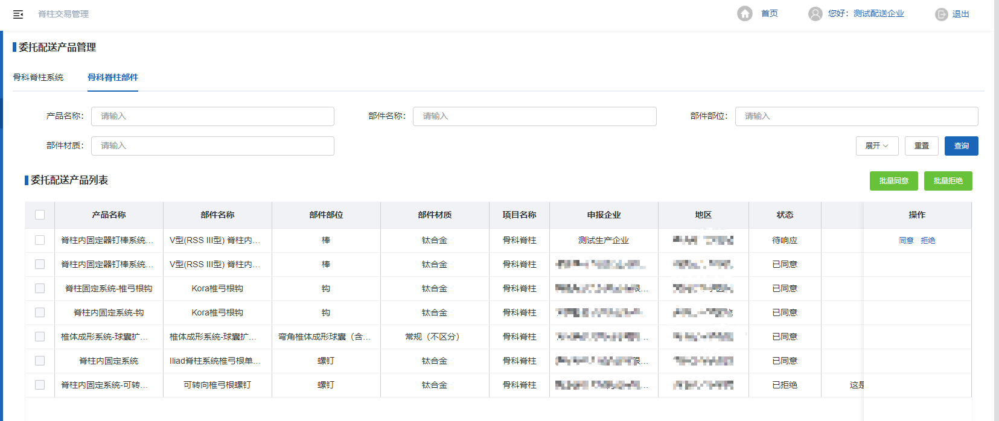 脊柱交易管理 首页 您好：测试配送企业 退出
委托配送产品管理
骨科脊柱系统 骨科脊柱部件
产品名称： 请输入 部件名称： 请输入 部件部位： 请输入
部件材质： 请输入 展开 重置 查询
委托配送产品列表 批量同意 批量拒绝
产品名称 部件名称 部件部位 部件材质 项目名称 申报企业 地区 状态 操作
脊柱内固定器钉棒系统... V型(RSS III型) 脊柱内... 棒 钛合金 骨科脊柱 测试生产企业 待响应 同意 拒绝
脊柱内固定器钉棒系统... V型(RSS III型) 脊柱内... 棒 钛合金 骨科脊柱 已同意
脊柱固定系统-椎弓根钩 Kora椎弓根钩 钩 钛合金 骨科脊柱 已同意
脊柱内固定系统-钩 Kora椎弓根钩 钩 钛合金 骨科脊柱 已同意
椎体成形系统-球囊扩... 椎体成形系统-球囊扩... 弯角椎体成形球囊（含... 常规（不区分） 骨科脊柱 已同意
脊柱内固定系统 Iliad脊柱系统椎弓根单... 螺钉 钛合金 骨科脊柱 已同意
脊柱内固定系统-可转... 可转向椎弓根螺钉 螺钉 钛合金 骨科脊柱 已拒绝 这是